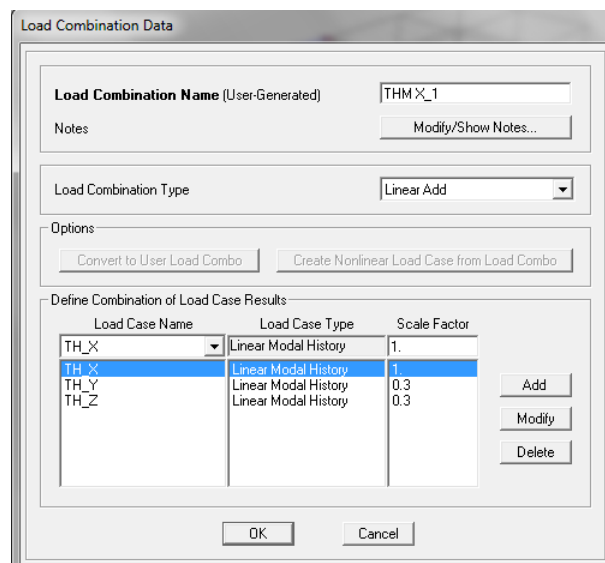 Load Combination Data
Load Combination Name (User-Generated) THM X_1
Notes Modify/Show Notes...
Load Combination Type Linear Add
Options
Convert to User Load Combo Create Nonlinear Load Case from Load Combo
Define Combination of Load Case Results
Load Case Name Load Case Type Scale Factor
TH_X Linear Modal History 1.
TH_X Linear Modal History 1.
TH_Y Linear Modal History 0.3
TH_Z Linear Modal History 0.3
Add
Modify
Delete
OK Cancel